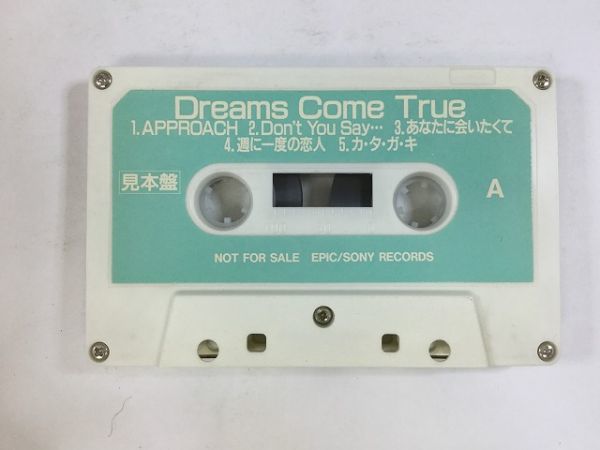 Dreams Come True
1.APPROACH 2.Don't You Say… 3.あなたに会いたくて
4.週に一度の恋人 5.カ・タ・ガ・キ
見本盤
A
NOT FOR SALE EPIC/SONY RECORDS